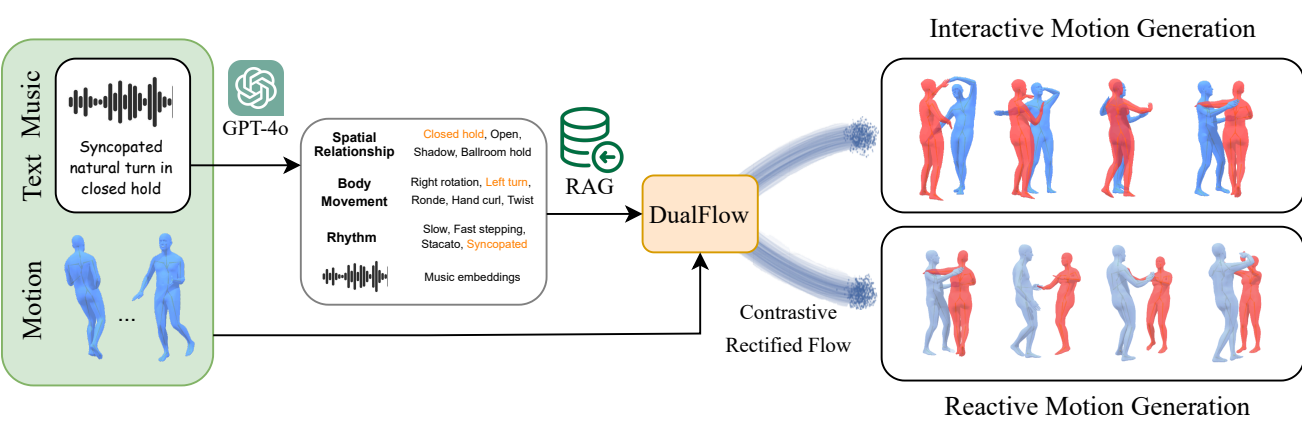 Music
Text
Motion
Syncopated
natural turn in
closed hold
...
GPT-4o
Spatial
Relationship
Closed hold, Open,
Shadow, Ballroom hold
Body
Movement
Right rotation, Left turn,
Ronde, Hand curl, Twist
Rhythm
Slow, Fast stepping,
Stacato, Syncopated
Music embeddings
RAG
DualFlow
Contrastive
Rectified Flow
Interactive Motion Generation
Reactive Motion Generation